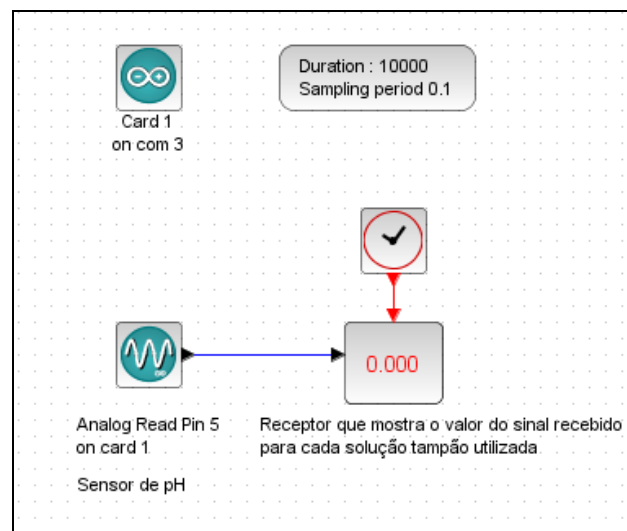 Duration : 10000
Sampling period 0.1
Card 1
on com 3
0.000
Analog Read Pin 5
on card 1
Receptor que mostra o valor do sinal recebido
para cada solução tampão utilizada
Sensor de pH